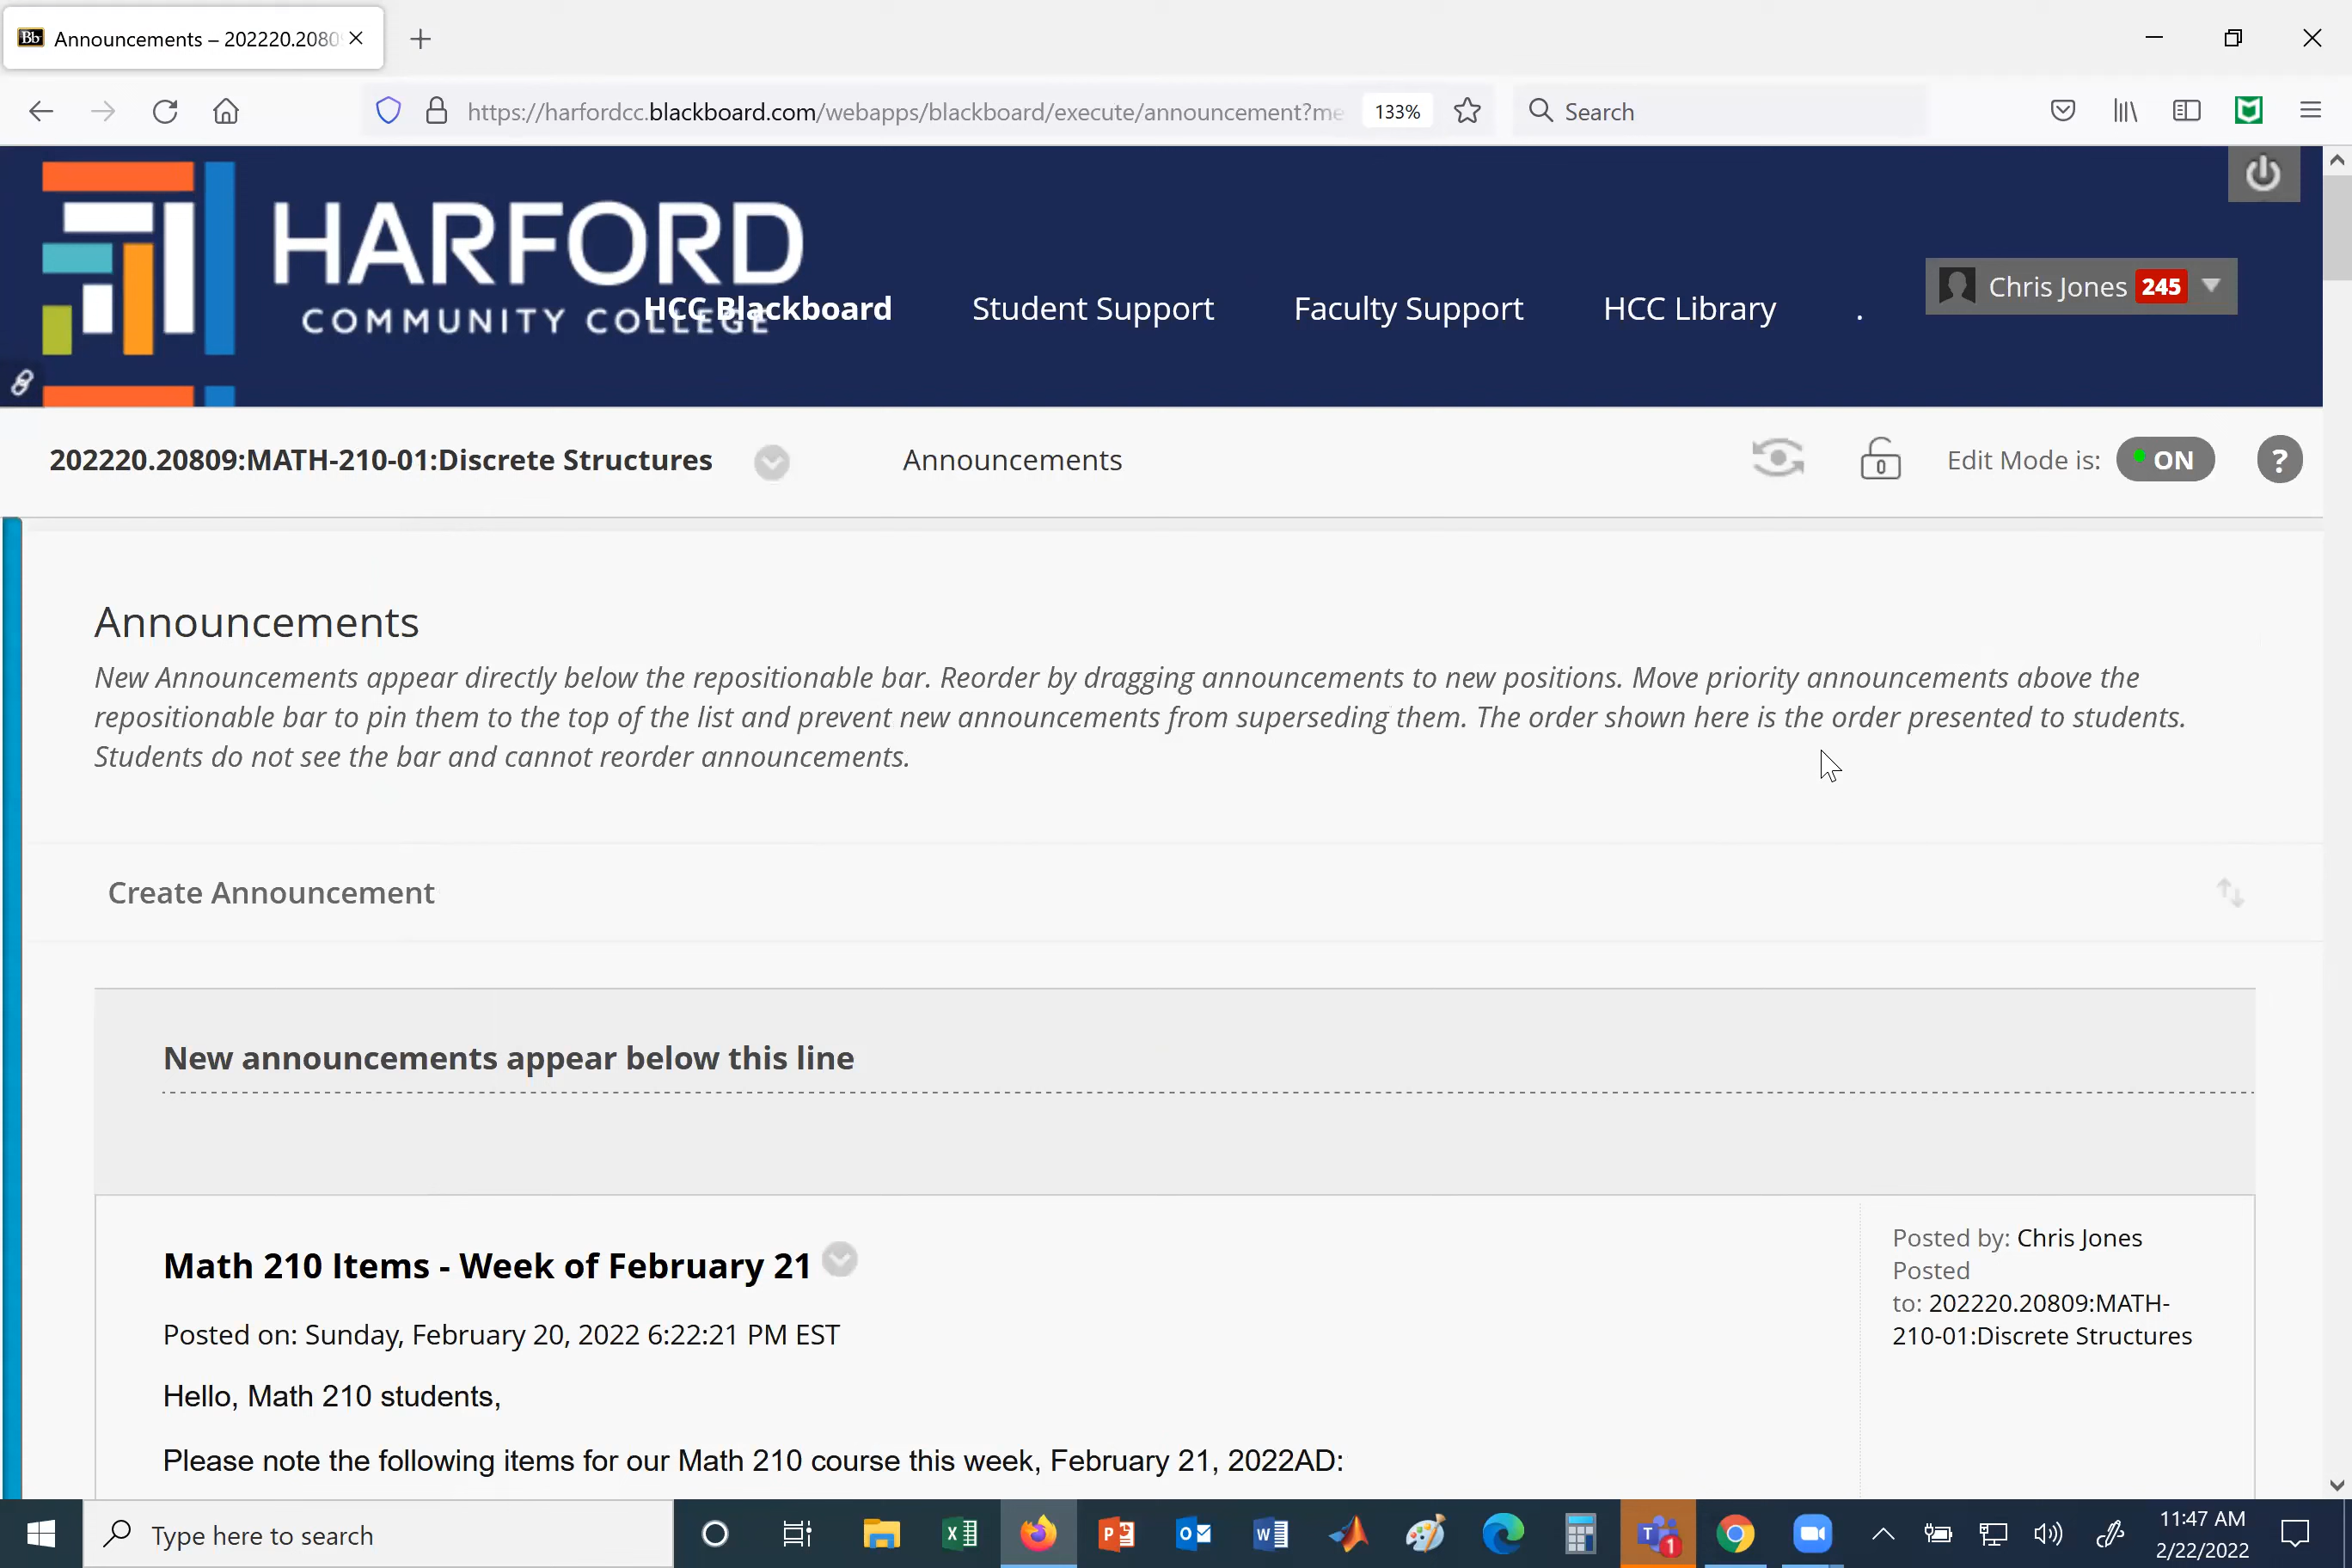 Bb Announcements – 202220.2080
https://harfordcc.blackboard.com/webapps/blackboard/execute/announcement?me 133% Search
HARFORD
COMMUNITY COLLEGE
HCC Blackboard Student Support Faculty Support HCC Library .
Chris Jones 245
202220.20809:MATH-210-01:Discrete Structures Announcements 0 Edit Mode is: ON ?
Announcements
New Announcements appear directly below the repositionable bar. Reorder by dragging announcements to new positions. Move priority announcements above the
repositionable bar to pin them to the top of the list and prevent new announcements from superseding them. The order shown here is the order presented to students.
Students do not see the bar and cannot reorder announcements.
Create Announcement
New announcements appear below this line
Math 210 Items - Week of February 21
Posted on: Sunday, February 20, 2022 6:22:21 PM EST
Hello, Math 210 students,
Please note the following items for our Math 210 course this week, February 21, 2022AD:
Posted by: Chris Jones
Posted
to: 202220.20809:MATH-
210-01:Discrete Structures
Type here to search
11:47 AM
2/22/2022